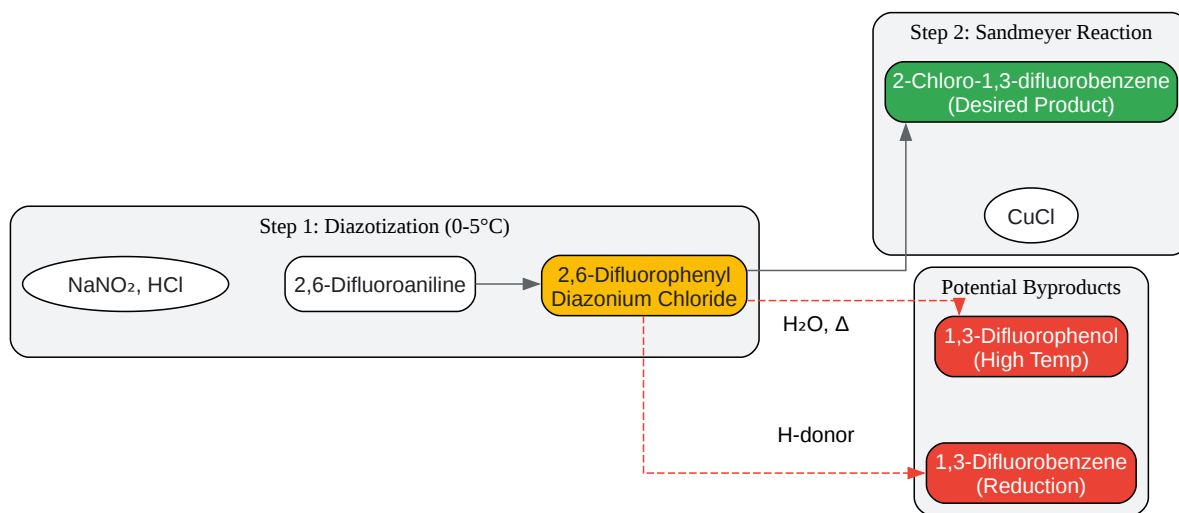 Step 2: Sandmeyer Reaction
2-Chloro-1,3-difluorobenzene
(Desired Product)
CuCl
Step 1: Diazotization (0-5°C)
NaNO₂, HCl
2,6-Difluoroaniline
2,6-Difluorophenyl
Diazonium Chloride
H₂O, Δ
H-donor
Potential Byproducts
1,3-Difluorophenol
(High Temp)
1,3-Difluorobenzene
(Reduction)